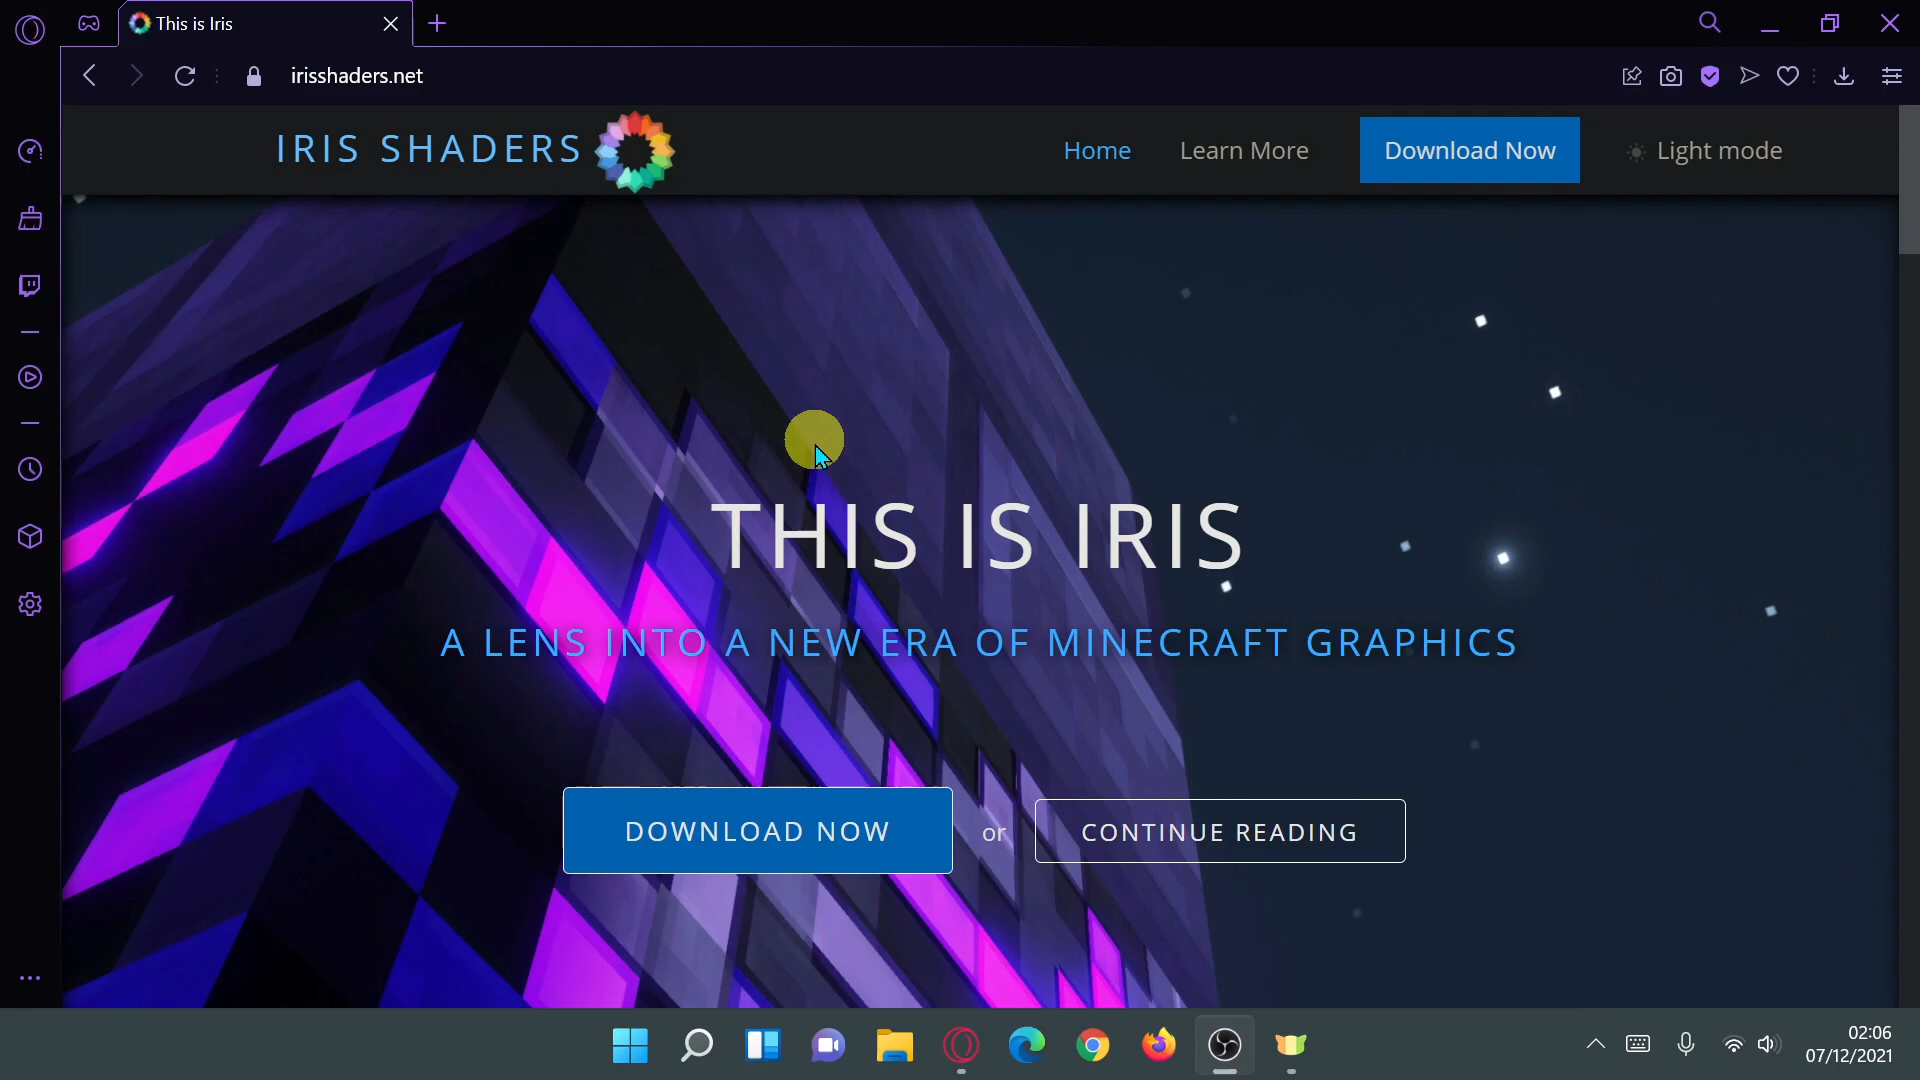 This is Iris
irisshaders.net
IRIS SHADERS
Home
Learn More
Download Now
Light mode
THIS IS IRIS
A LENS INTO A NEW ERA OF MINECRAFT GRAPHICS
DOWNLOAD NOW
or
CONTINUE READING
02:06
07/12/2021